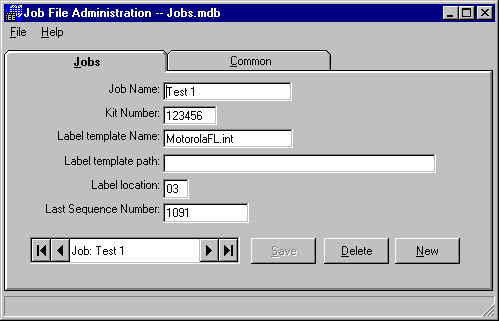 Job File Administration -- Jobs.mdb
File Help
Jobs Common
Job Name: Test 1
Kit Number: 123456
Label template Name: MotorolaFL.int
Label template path:
Label location: 03
Last Sequence Number: 1091
Job: Test 1 Save Delete New